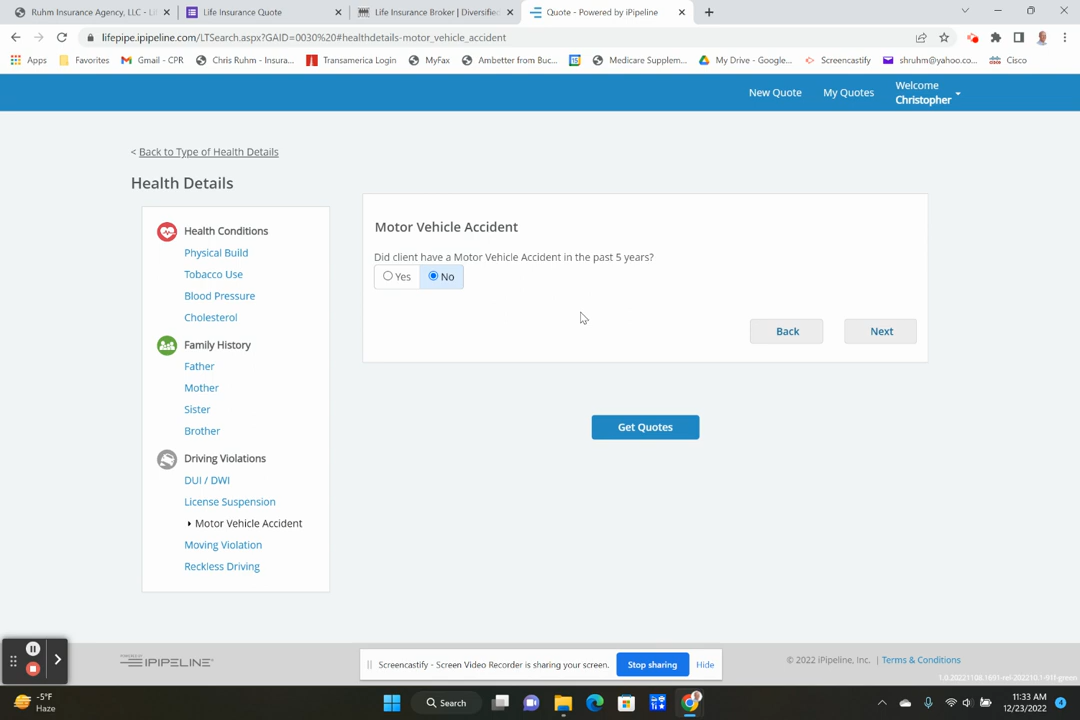 Ruhm Insurance Agency, LLC - Li
Life Insurance Quote
Life Insurance Broker | Diversified
Quote - Powered by iPipeline
lifepipe.ipipeline.com/LTSearch.aspx?GAID=0030%20#healthdetails-motor_vehicle_accident
Apps
Favorites
Gmail - CPR
Chris Ruhm - Insura...
Transamerica Login
MyFax
Ambetter from Buc...
Medicare Supplem...
My Drive - Google...
Screencastify
shruhm@yahoo.co...
Cisco
New Quote
My Quotes
Welcome
Christopher
< Back to Type of Health Details
Health Details
Health Conditions
Physical Build
Tobacco Use
Blood Pressure
Cholesterol
Family History
Father
Mother
Sister
Brother
Driving Violations
DUI / DWI
License Suspension
Motor Vehicle Accident
Moving Violation
Reckless Driving
Motor Vehicle Accident
Did client have a Motor Vehicle Accident in the past 5 years?
Yes
No
Back
Next
Get Quotes
POWERED BY
IPIPELINE
Screencastify - Screen Video Recorder is sharing your screen.
Stop sharing
Hide
© 2022 iPipeline, Inc. | Terms & Conditions
-5°F
Haze
Search
11:33 AM
12/23/2022
4